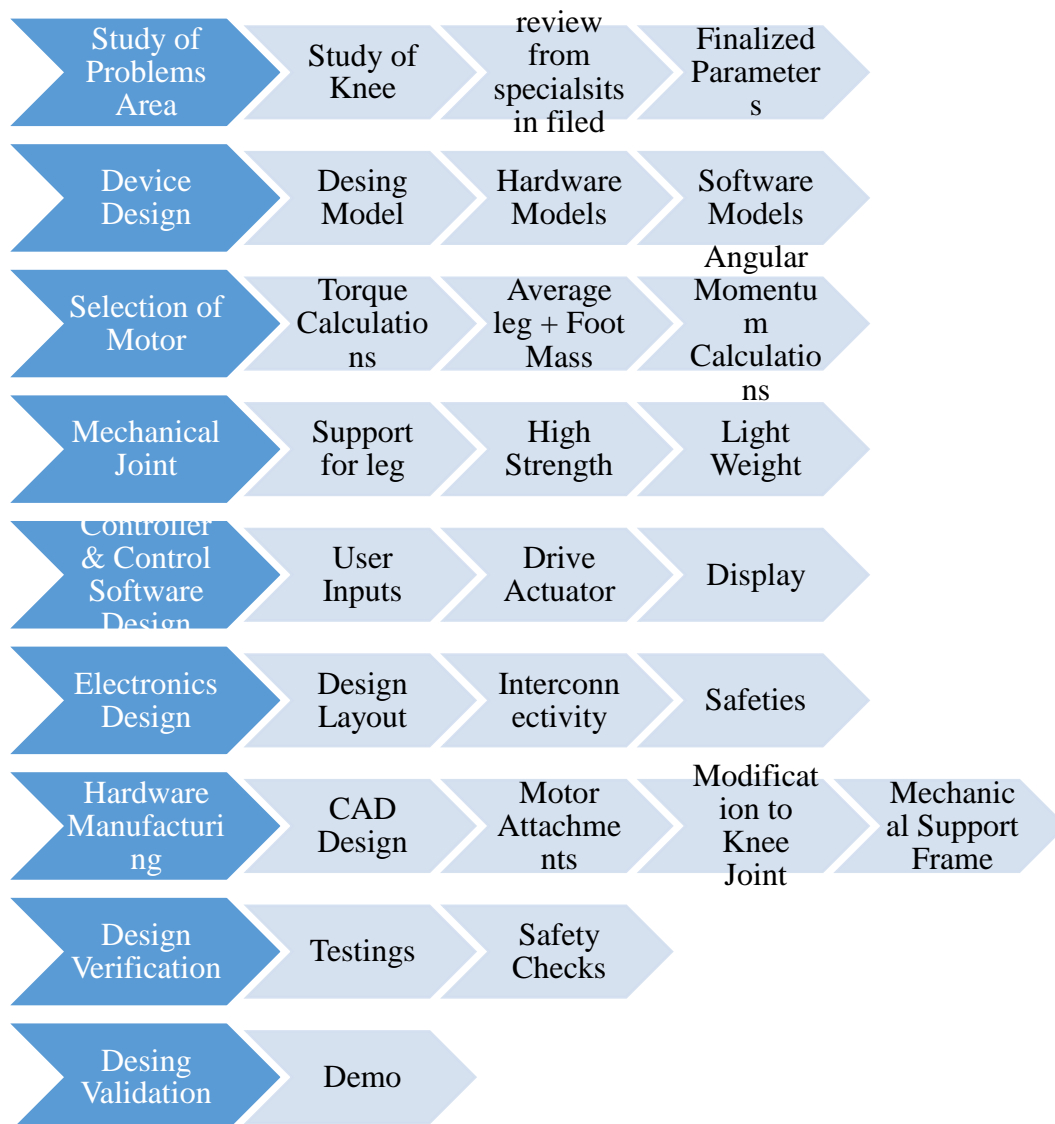 Study of
Problems
Area
Study of
Knee
review
from
specialsits
in filed
Finalized
Parameter
s
Device
Design
Desing
Model
Hardware
Models
Software
Models
Selection of
Motor
Torque
Calculatio
ns
Average
leg + Foot
Mass
Angular
Momentu
m
Calculatio
ns
Mechanical
Joint
Support
for leg
High
Strength
Light
Weight
Controller
& Control
Software
Design
User
Inputs
Drive
Actuator
Display
Electronics
Design
Design
Layout
Interconn
ectivity
Safeties
Hardware
Manufacturi
ng
CAD
Design
Motor
Attachme
nts
Modificat
ion to
Knee
Joint
Mechanic
al Support
Frame
Design
Verification
Testings
Safety
Checks
Desing
Validation
Demo